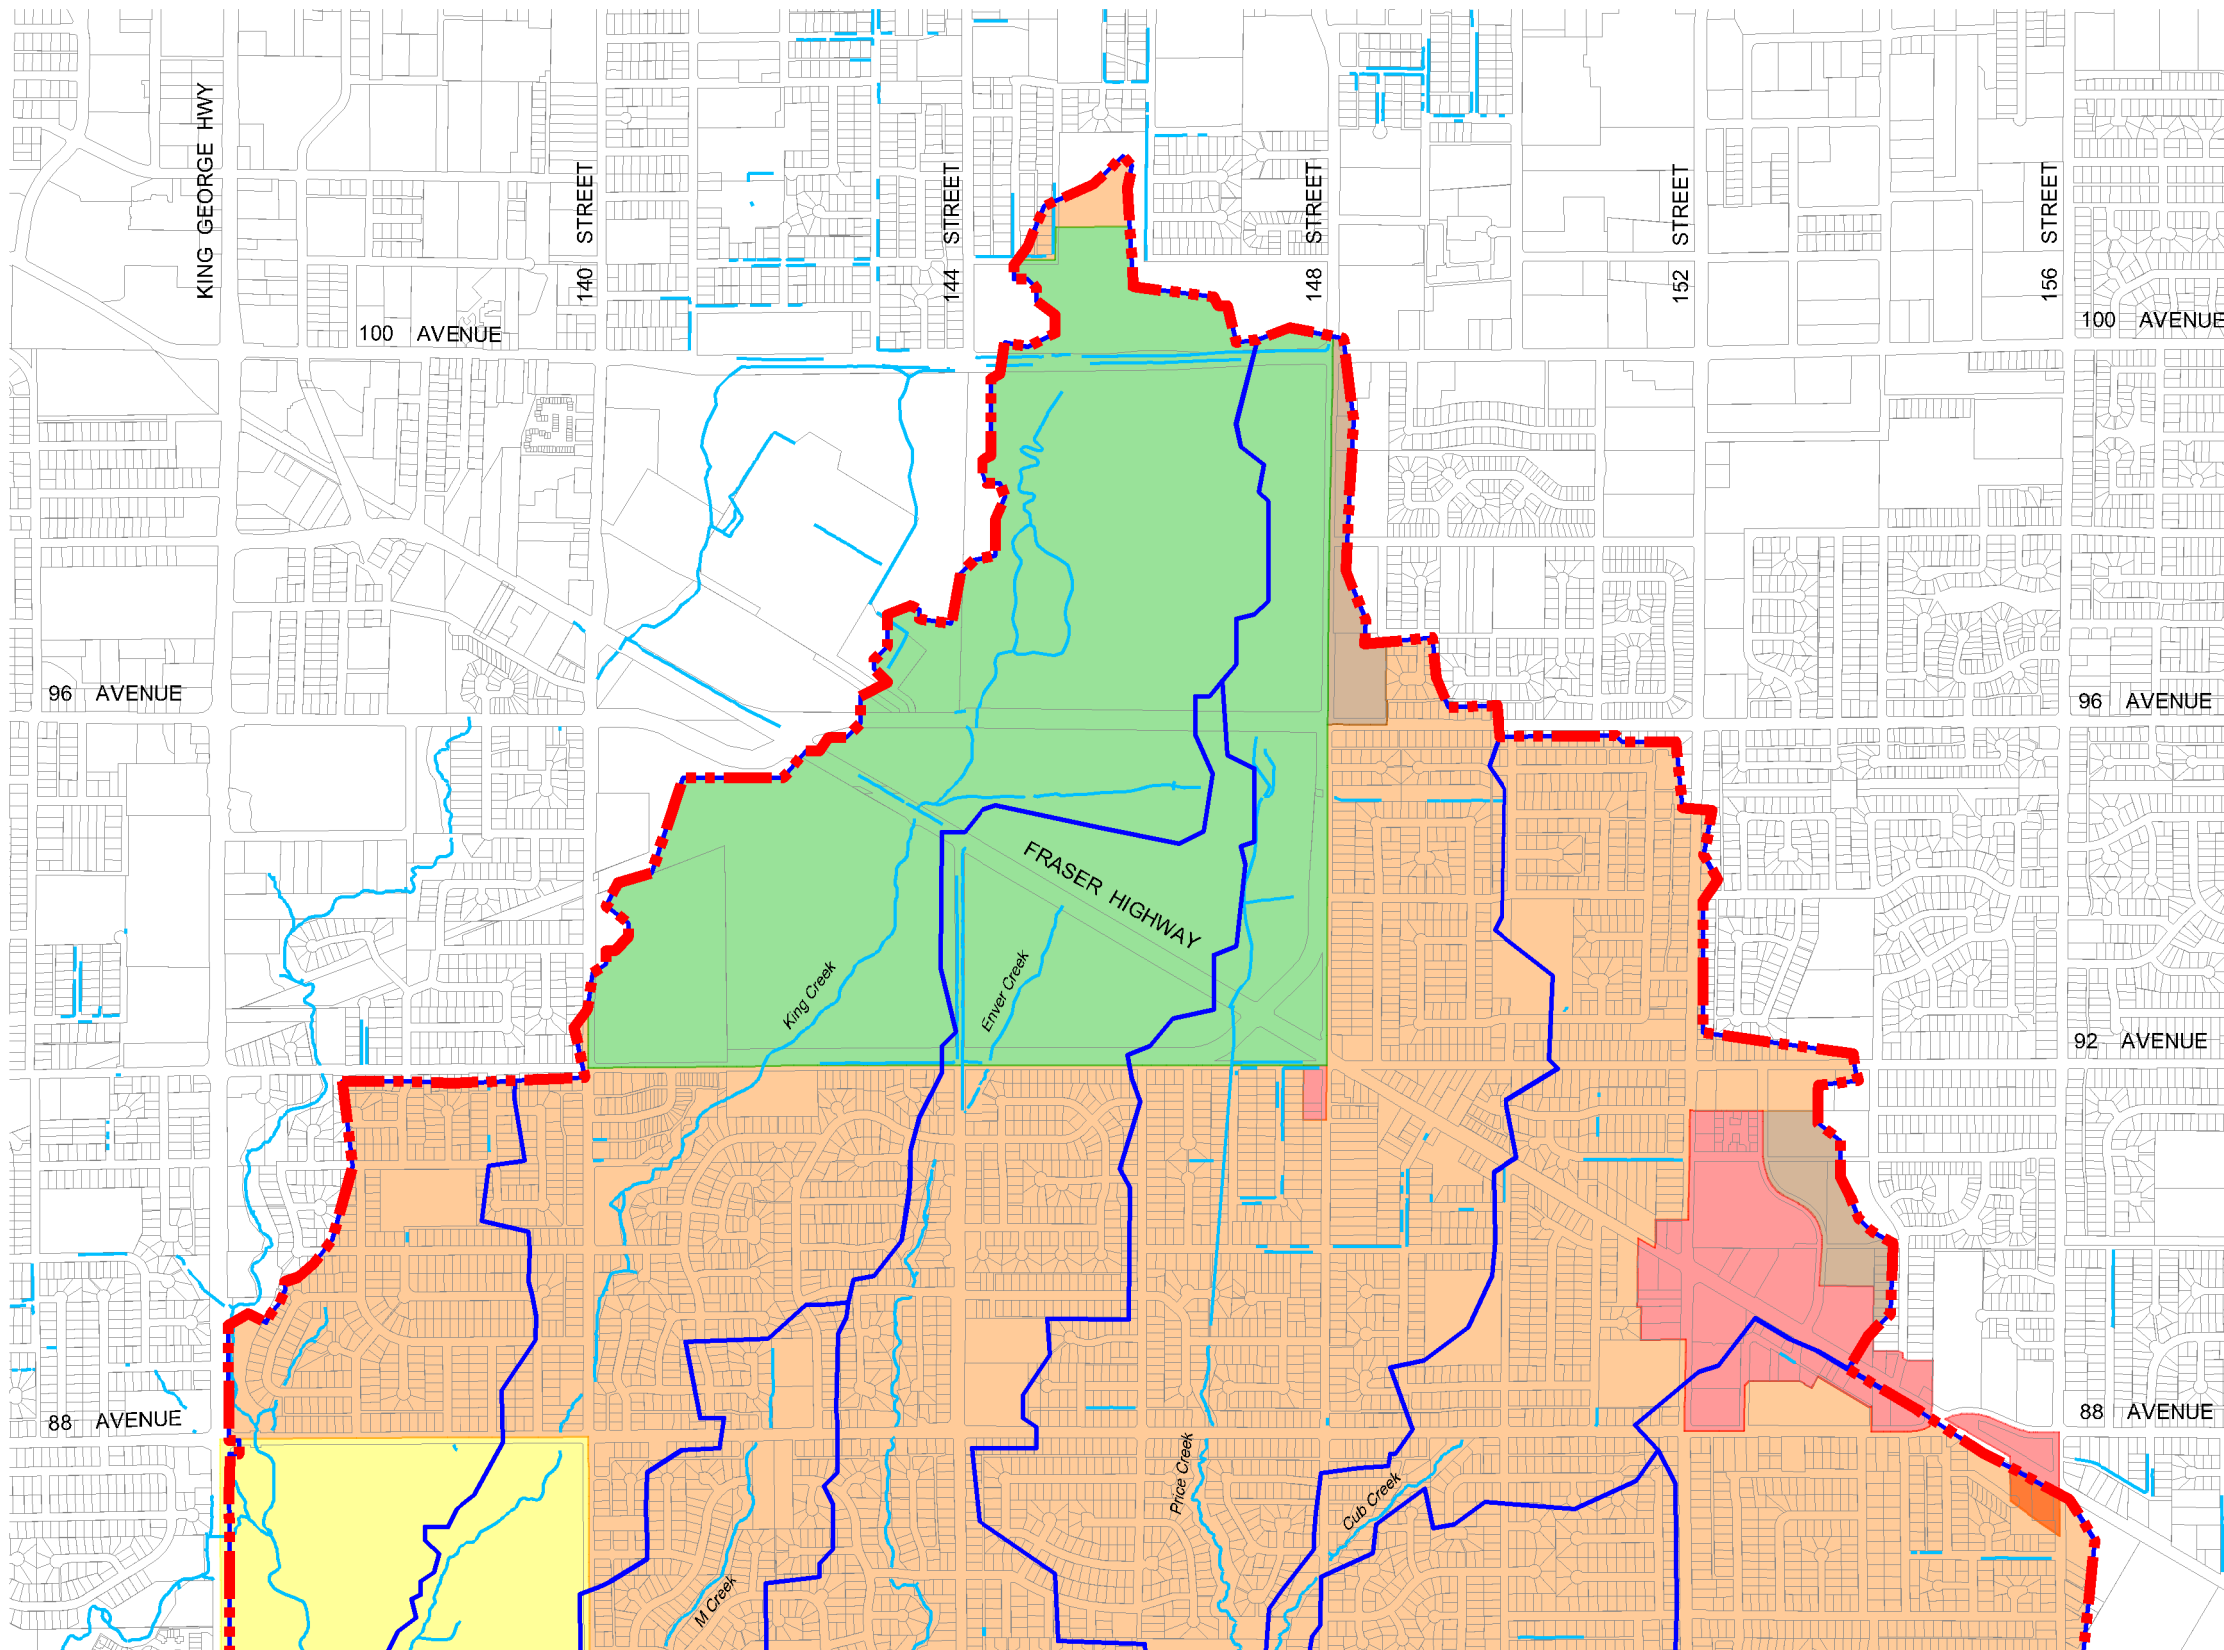 KING GEORGE HWY
140 STREET
144 STREET
148 STREET
152 STREET
156 STREET
100 AVENUE
100 AVENUE
96 AVENUE
96 AVENUE
FRASER HIGHWAY
King Creek
Enver Creek
92 AVENUE
88 AVENUE
88 AVENUE
Price Creek
Cub Creek
M Creek